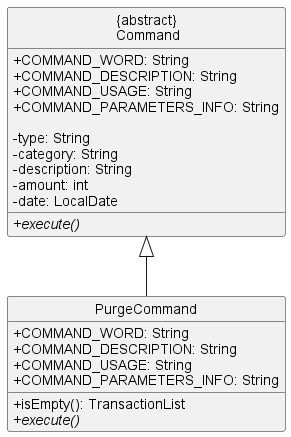 {abstract}
Command
+COMMAND_WORD: String
+COMMAND_DESCRIPTION: String
+COMMAND_USAGE: String
+COMMAND_PARAMETERS_INFO: String
-type: String
-category: String
-description: String
-amount: int
-date: LocalDate
+execute()
PurgeCommand
+COMMAND_WORD: String
+COMMAND_DESCRIPTION: String
+COMMAND_USAGE: String
+COMMAND_PARAMETERS_INFO: String
+isEmpty(): TransactionList
+execute()